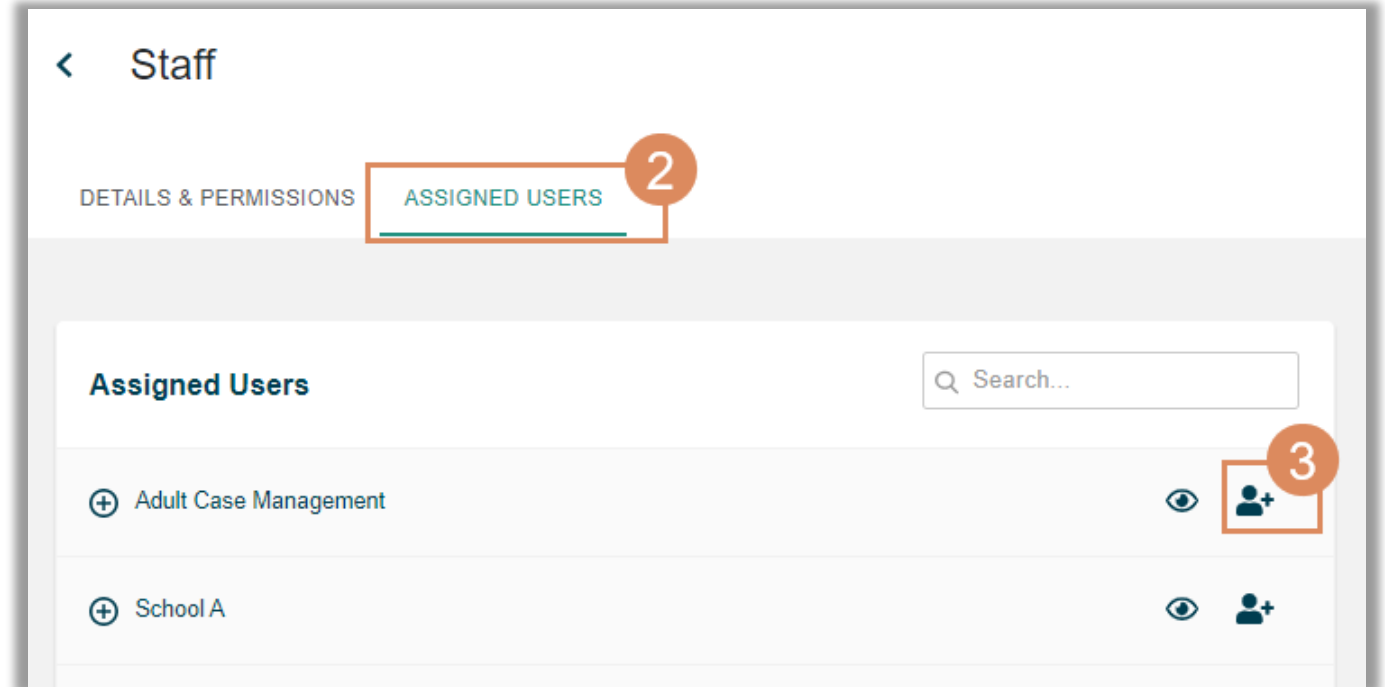 Staff
2
DETAILS & PERMISSIONS ASSIGNED USERS
Assigned Users Search...
3
Adult Case Management
School A